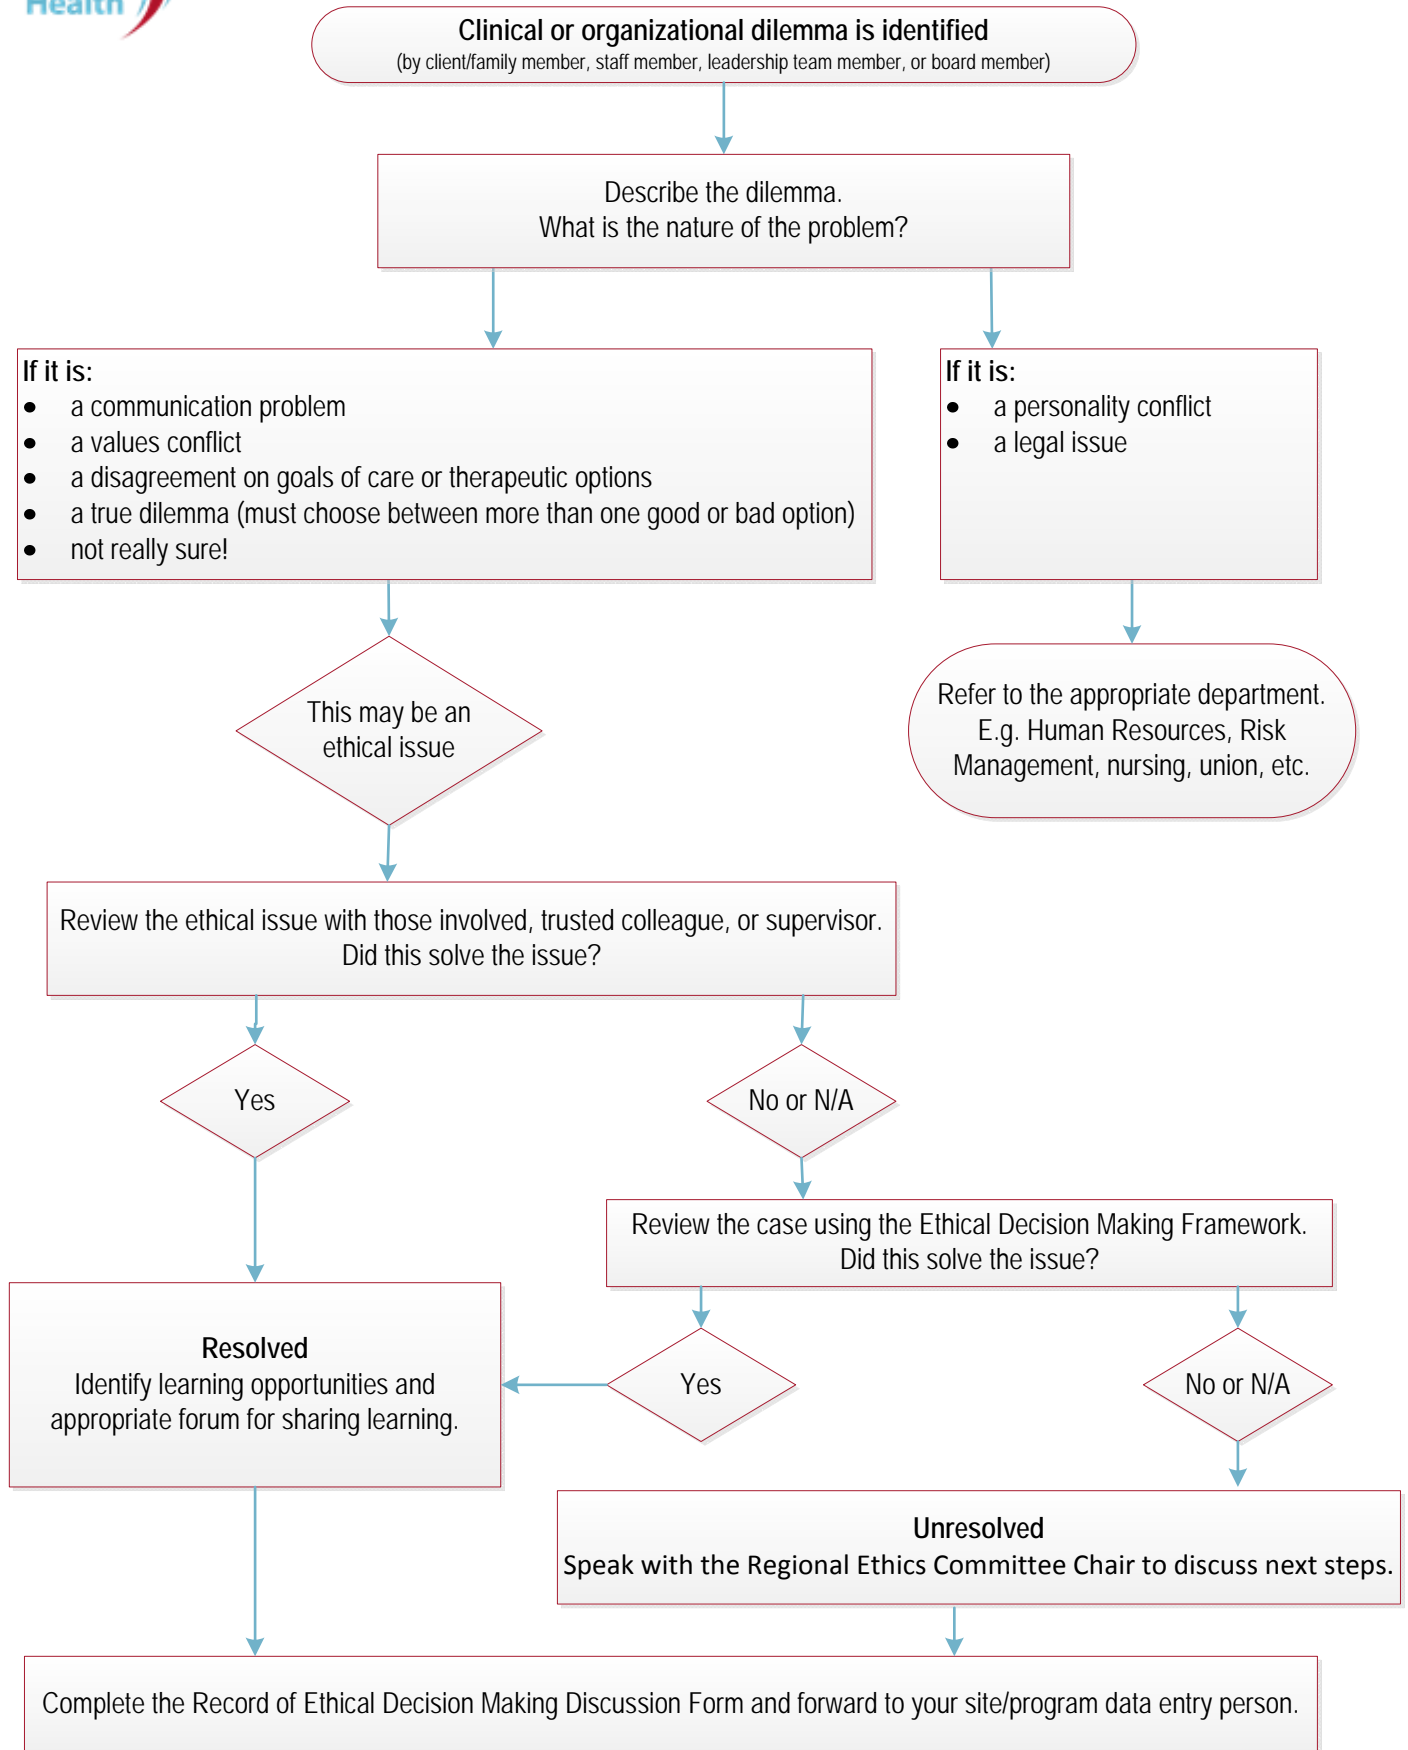 Health
Clinical or organizational dilemma is identified
(by client/family member, staff member, leadership team member, or board member)
Describe the dilemma.
What is the nature of the problem?
If it is:
• a communication problem
• a values conflict
• a disagreement on goals of care or therapeutic options
• a true dilemma (must choose between more than one good or bad option)
• not really sure!
If it is:
• a personality conflict
• a legal issue
This may be an
ethical issue
Refer to the appropriate department.
E.g. Human Resources, Risk
Management, nursing, union, etc.
Review the ethical issue with those involved, trusted colleague, or supervisor.
Did this solve the issue?
Yes
No or N/A
Review the case using the Ethical Decision Making Framework.
Did this solve the issue?
Resolved
Identify learning opportunities and
appropriate forum for sharing learning.
Yes
No or N/A
Unresolved
Speak with the Regional Ethics Committee Chair to discuss next steps.
Complete the Record of Ethical Decision Making Discussion Form and forward to your site/program data entry person.